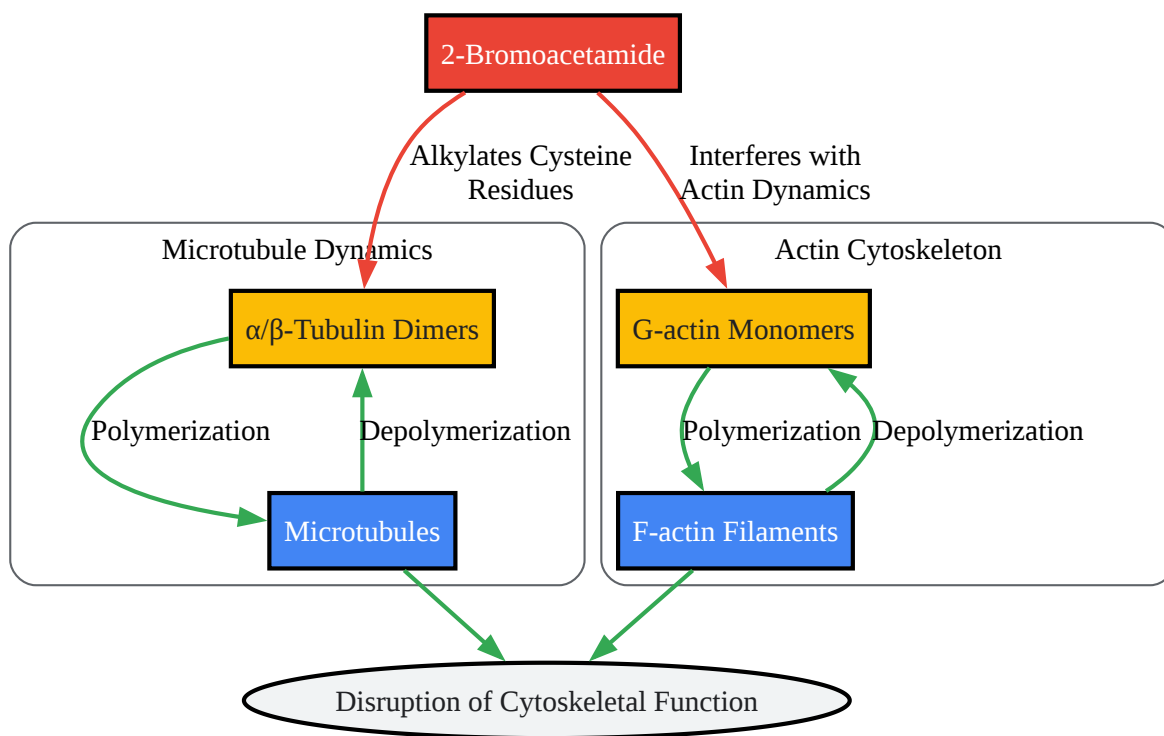 2-Bromoacetamide
Alkylates Cysteine
Residues
Interferes with
Actin Dynamics
Microtubule Dynamics
Actin Cytoskeleton
α/β-Tubulin Dimers
G-actin Monomers
Polymerization
Depolymerization
Polymerization
Depolymerization
Microtubules
F-actin Filaments
Disruption of Cytoskeletal Function